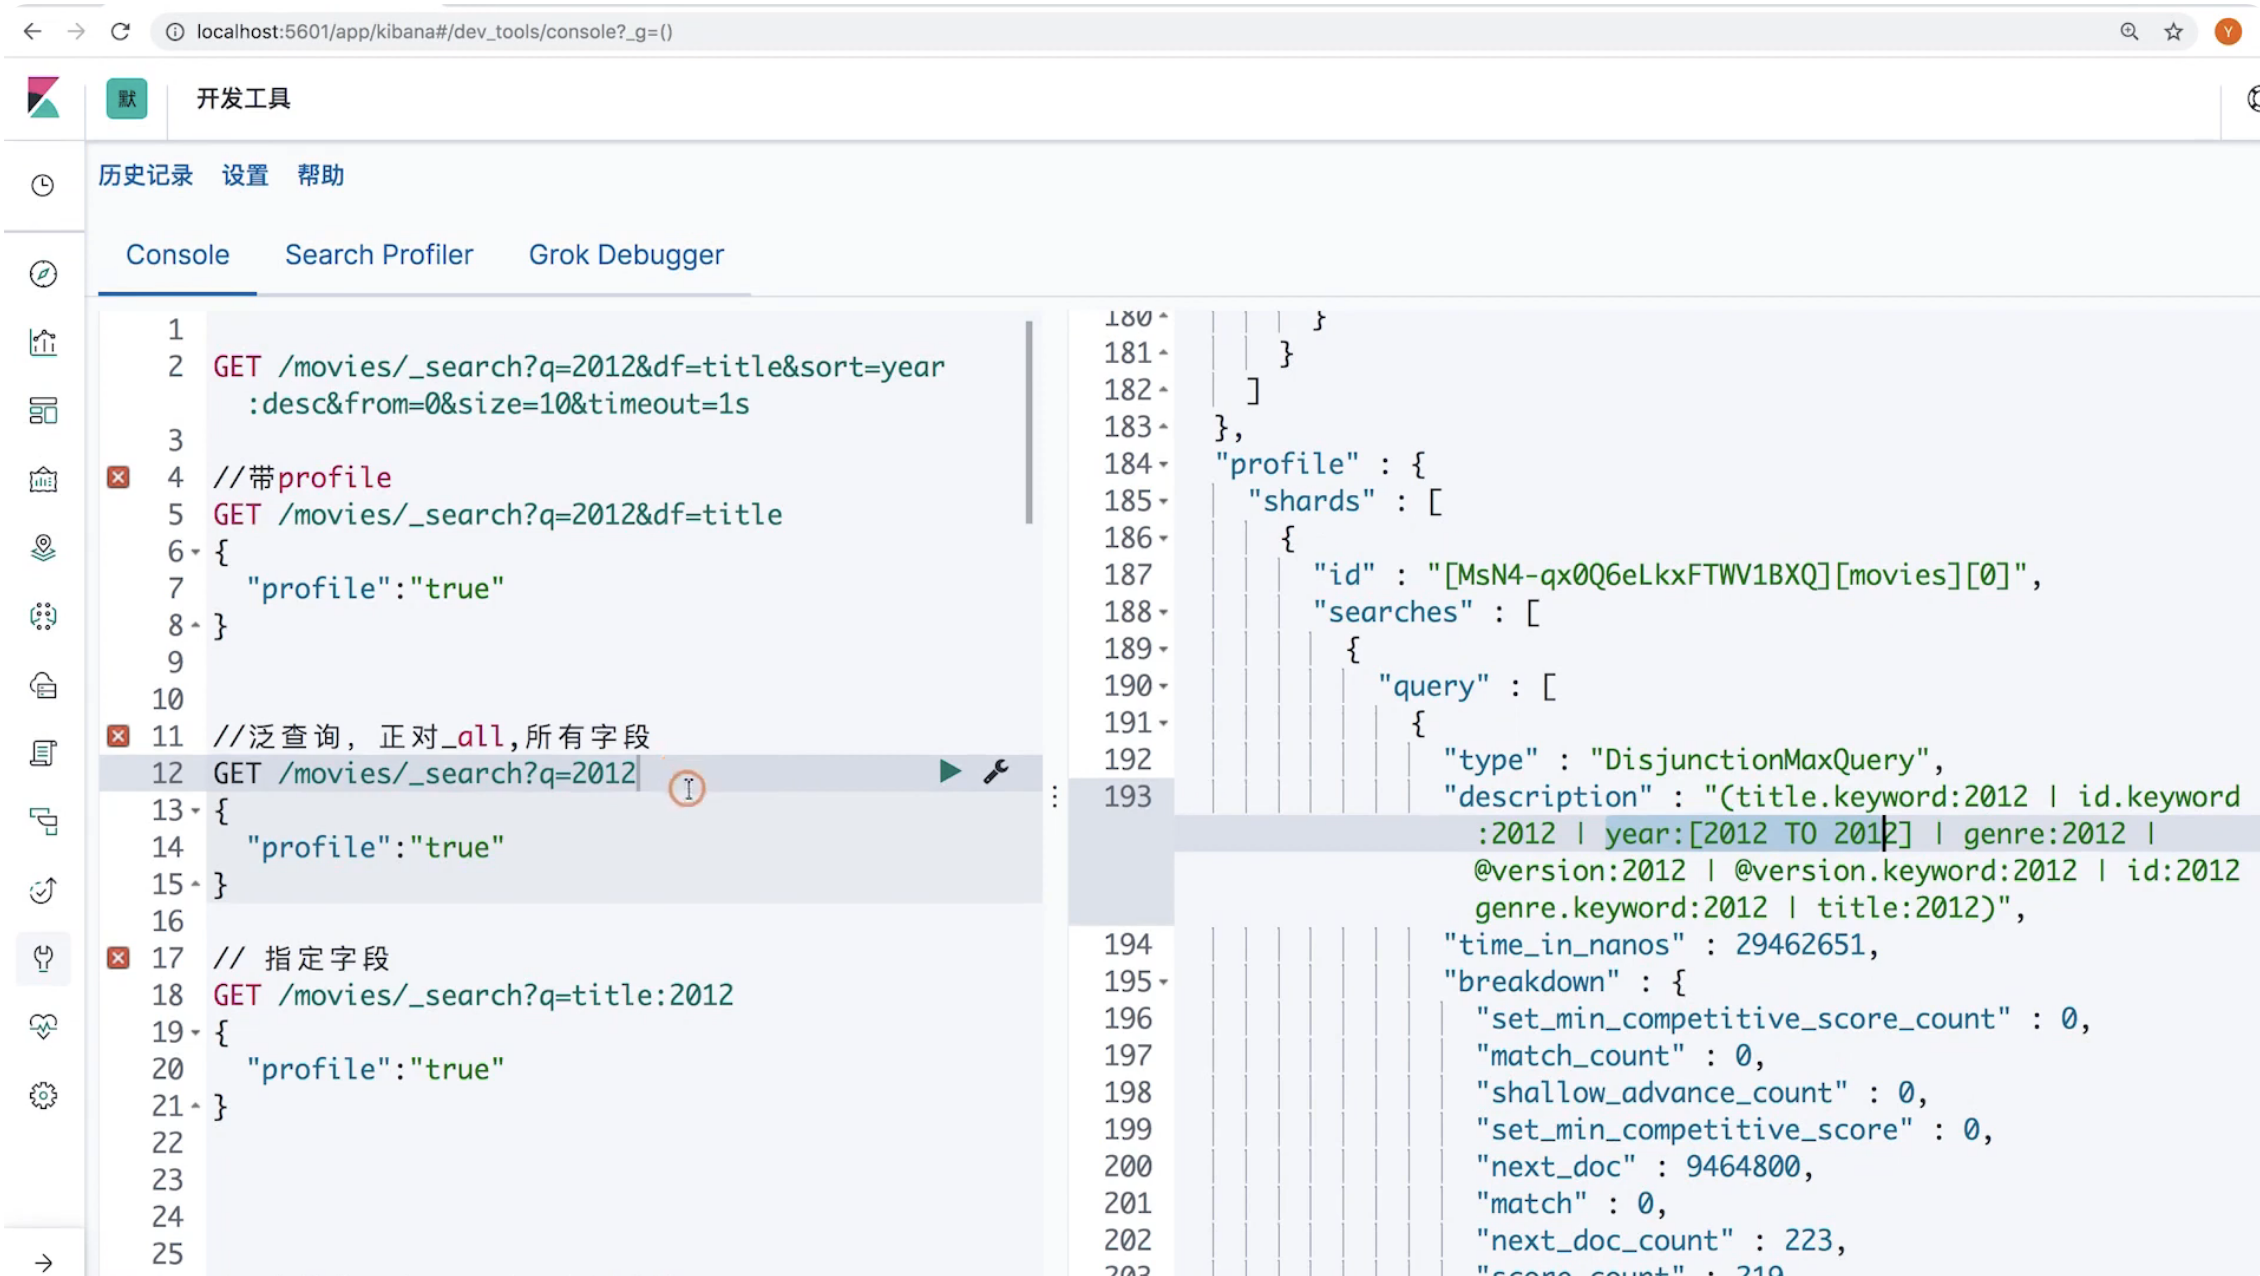 localhost:5601/app/kibana#/dev_tools/console?_g=()
Y
默
开发工具
历史记录 设置 帮助
Console Search Profiler Grok Debugger
1
2 GET /movies/_search?q=2012&df=title&sort=year
:desc&from=0&size=10&timeout=1s
3
4 //带profile
5 GET /movies/_search?q=2012&df=title
6 {
7 "profile":"true"
8 }
9
10
11 //泛查询, 正对_all,所有字段
12 GET /movies/_search?q=2012
13 {
14 "profile":"true"
15 }
16
17 // 指定字段
18 GET /movies/_search?q=title:2012
19 {
20 "profile":"true"
21 }
22
23
24
25
180 }
181 }
182 ]
183 },
184 "profile" : {
185 "shards" : [
186 {
187 "id" : "[MsN4-qx0Q6eLkxFTWV1BXQ][movies][0]",
188 "searches" : [
189 {
190 "query" : [
191 {
192 "type" : "DisjunctionMaxQuery",
193 "description" : "(title.keyword:2012 | id.keyword
:2012 | year:[2012 TO 2012] | genre:2012 |
@version:2012 | @version.keyword:2012 | id:2012
genre.keyword:2012 | title:2012)",
194 "time_in_nanos" : 29462651,
195 "breakdown" : {
196 "set_min_competitive_score_count" : 0,
197 "match_count" : 0,
198 "shallow_advance_count" : 0,
199 "set_min_competitive_score" : 0,
200 "next_doc" : 9464800,
201 "match" : 0,
202 "next_doc_count" : 223,
203 "score_count" : 219